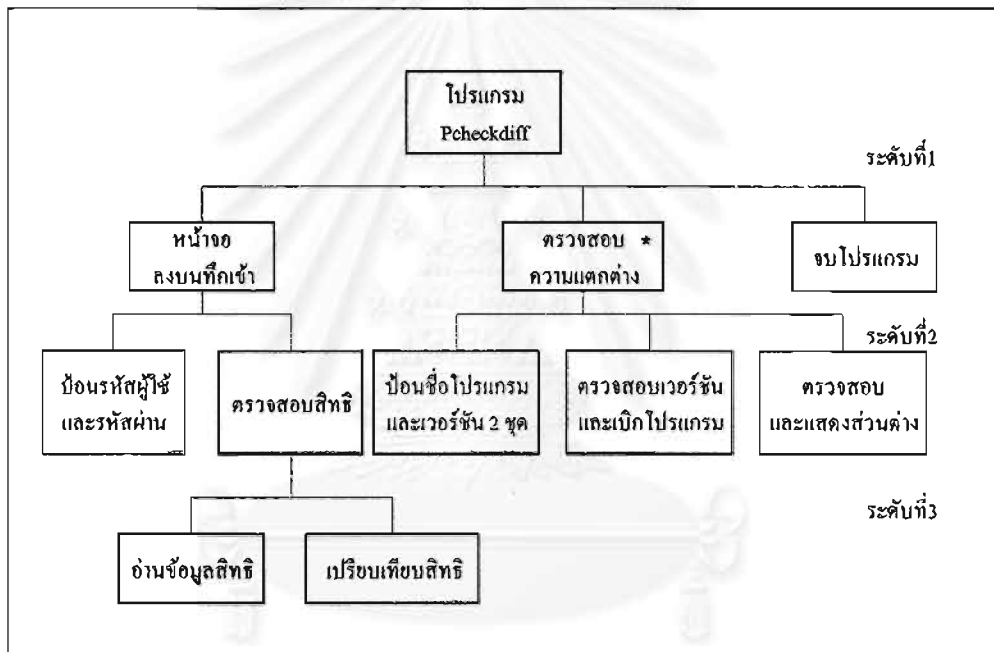 โปรแกรม
Pcheckdiff
ระดับที่1
หน้าจอ
ลงบนทึกเข้า
ตรวจสอบ *
ความแตกต่าง
จบโปรแกรม
ระดับที่2
ป้อนรหัสผู้ใช้
และรหัสผ่าน
ตรวจสอบสิทธิ
ป้อนชื่อโปรแกรม
และเวอร์ชัน 2 ชุด
ตรวจสอบเวอร์ชัน
และเบิกโปรแกรม
ตรวจสอบ
และแสดงส่วนต่าง
ระดับที่3
อ่านข้อมูลสิทธิ
เปรียบเทียบสิทธิ